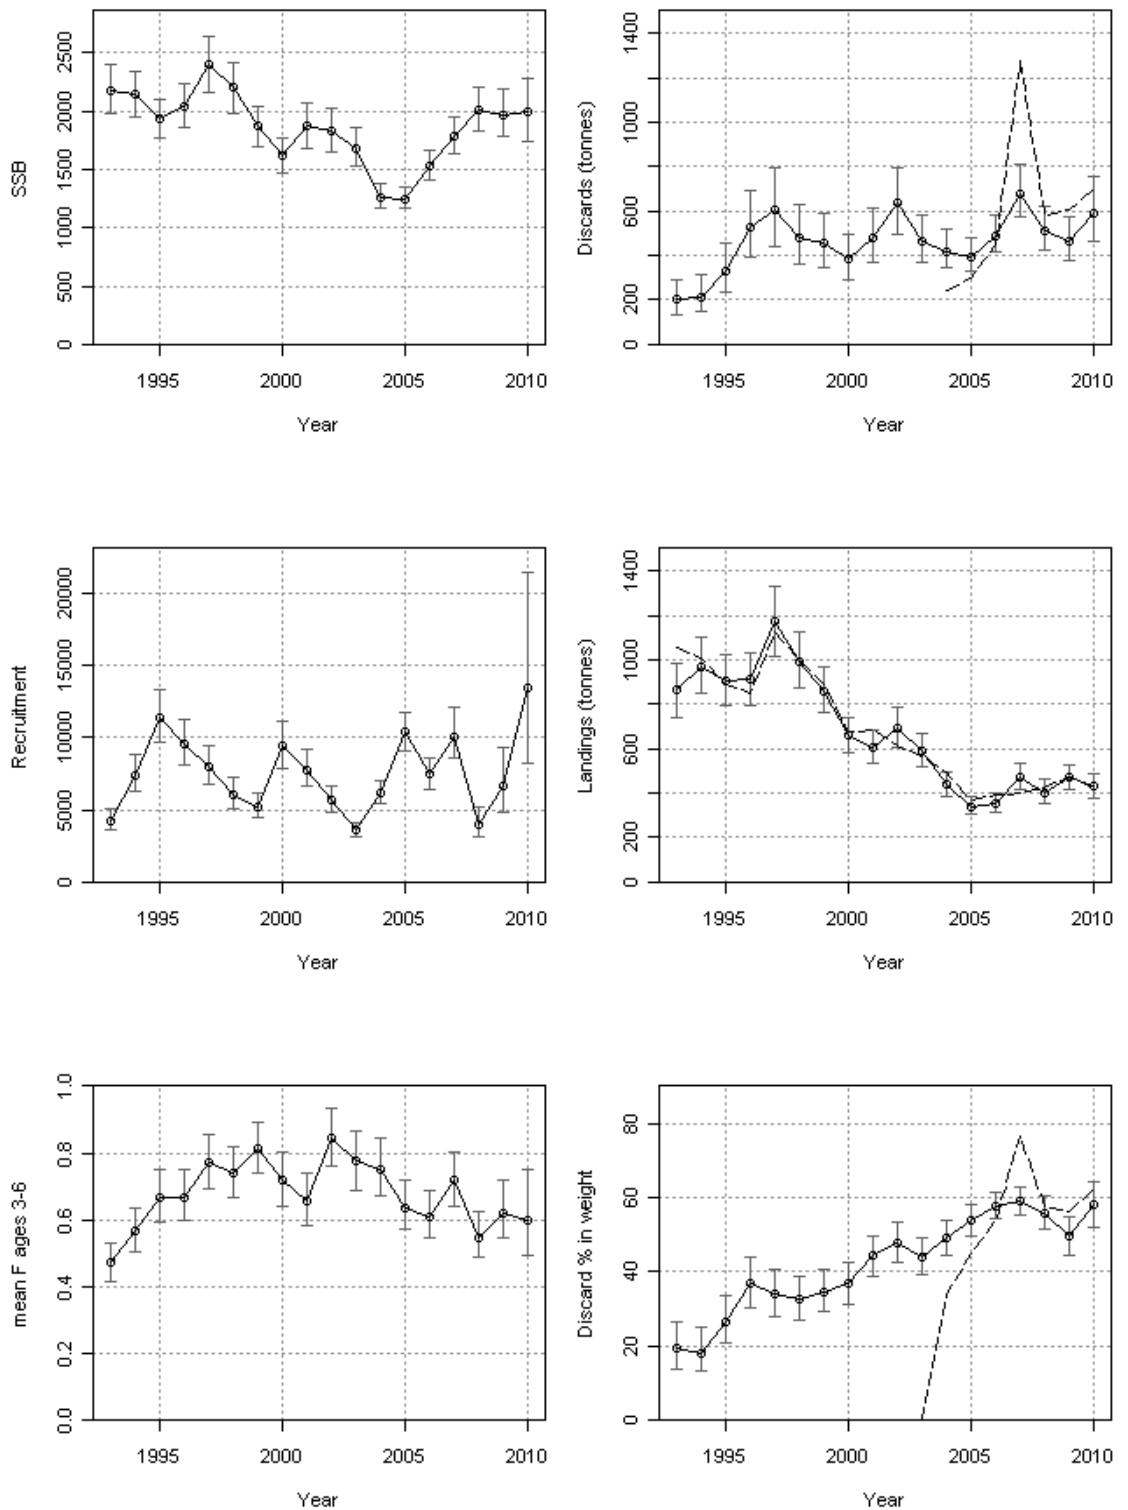 SSB
0 500 1000 1500 2000 2500
1995 2000 2005 2010
Year
Discards (tonnes)
0 200 600 1000 1400
1995 2000 2005 2010
Year
Recruitment
0 5000 10000 15000 20000
1995 2000 2005 2010
Year
Landings (tonnes)
0 200 600 1000 1400
1995 2000 2005 2010
Year
mean F ages 3-6
0.0 0.2 0.4 0.6 0.8 1.0
1995 2000 2005 2010
Year
Discard % in weight
0 20 40 60 80
1995 2000 2005 2010
Year